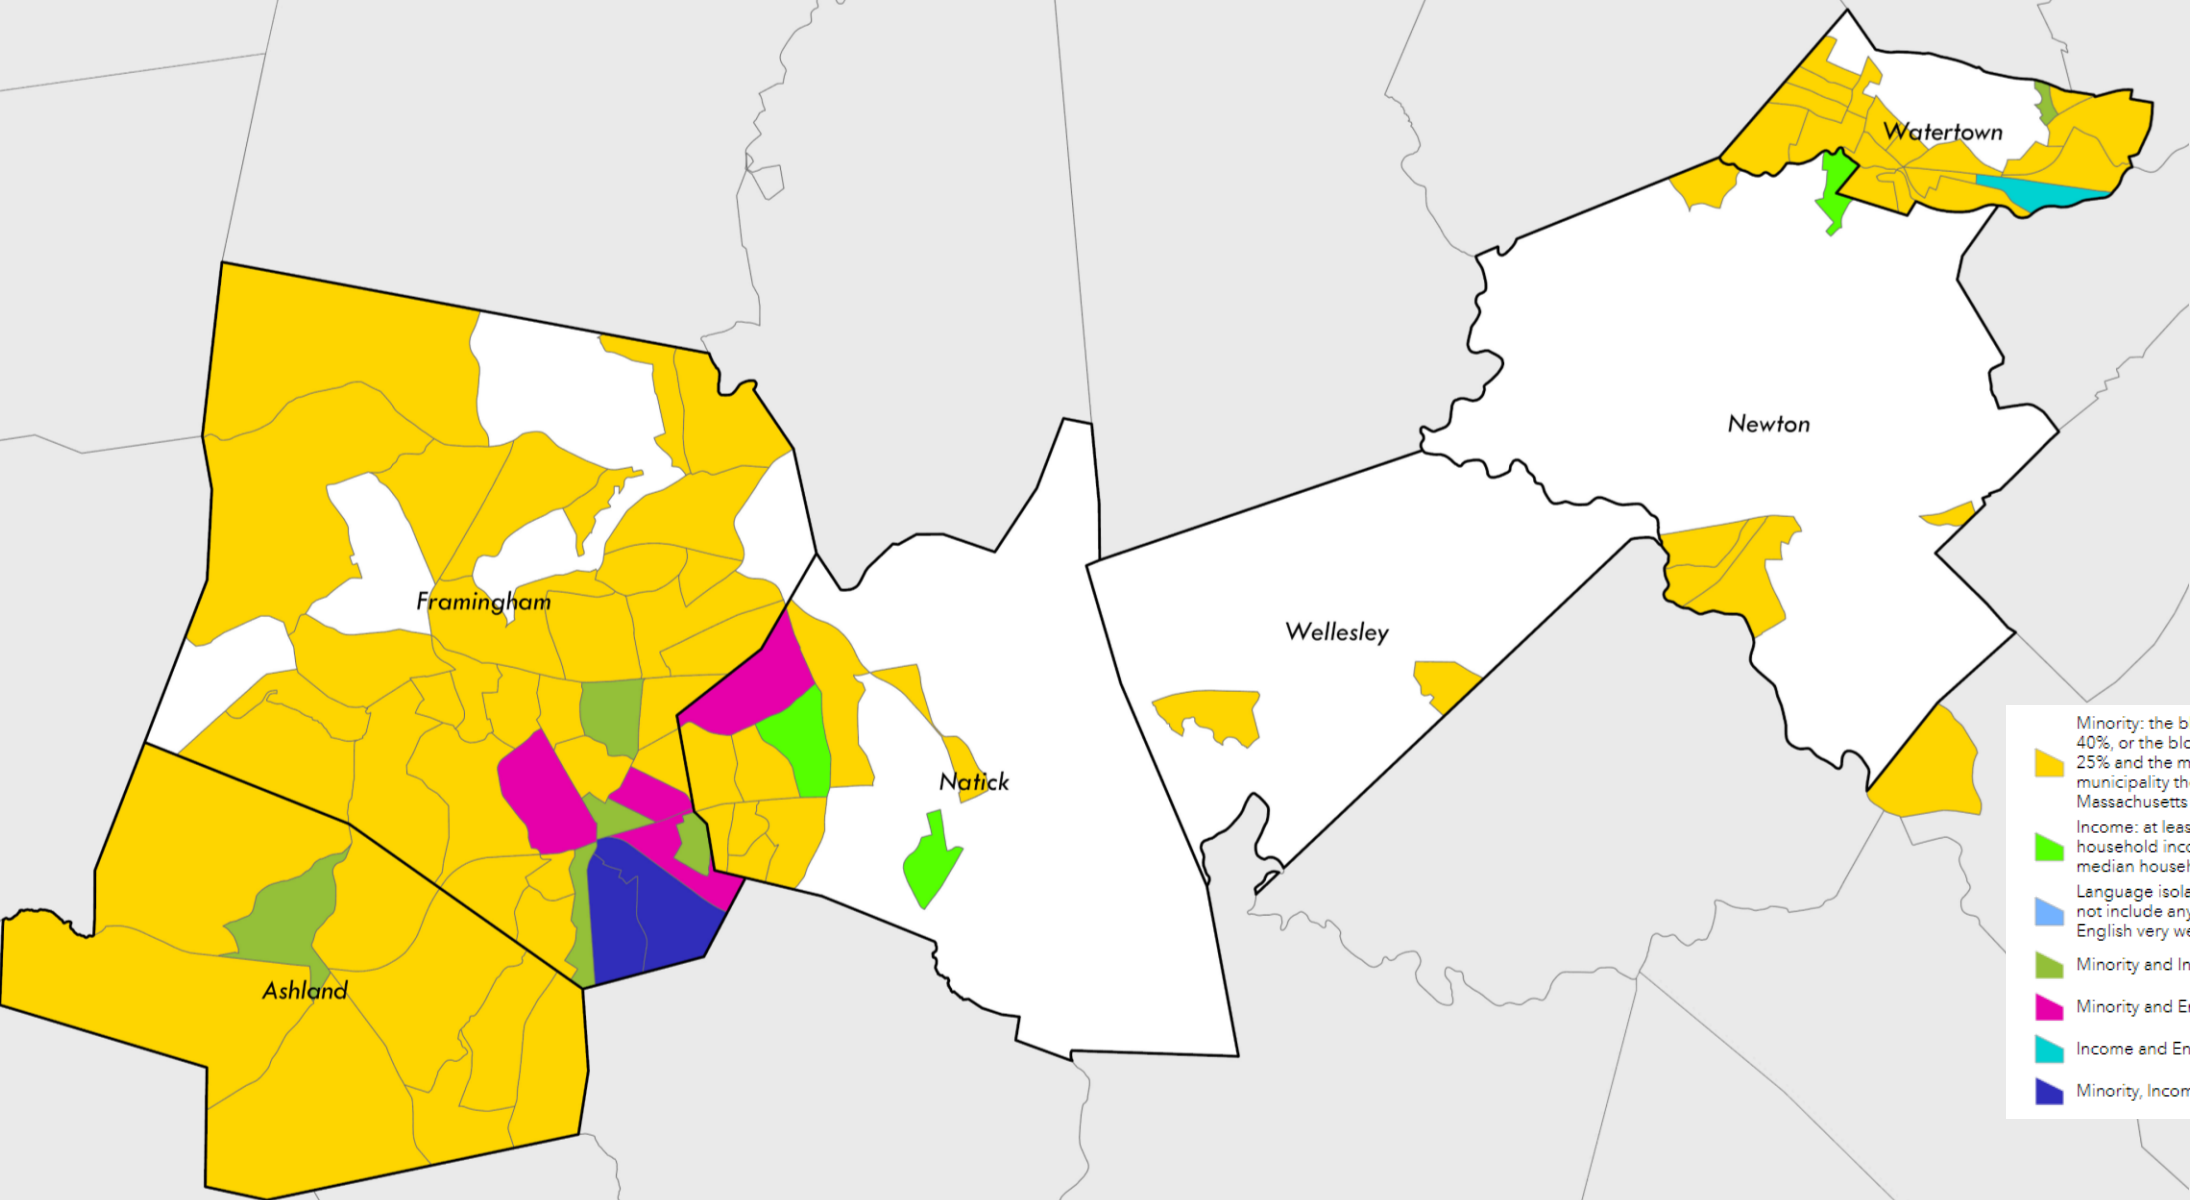 Watertown
Newton
Framingham
Wellesley
Natick
Ashland
Minority: the b
40%, or the blo
25% and the m
municipality th
Massachusetts
Income: at leas
household inco
median househ
Language isola
not include any
English very we
Minority and In
Minority and En
Income and En
Minority, Incom